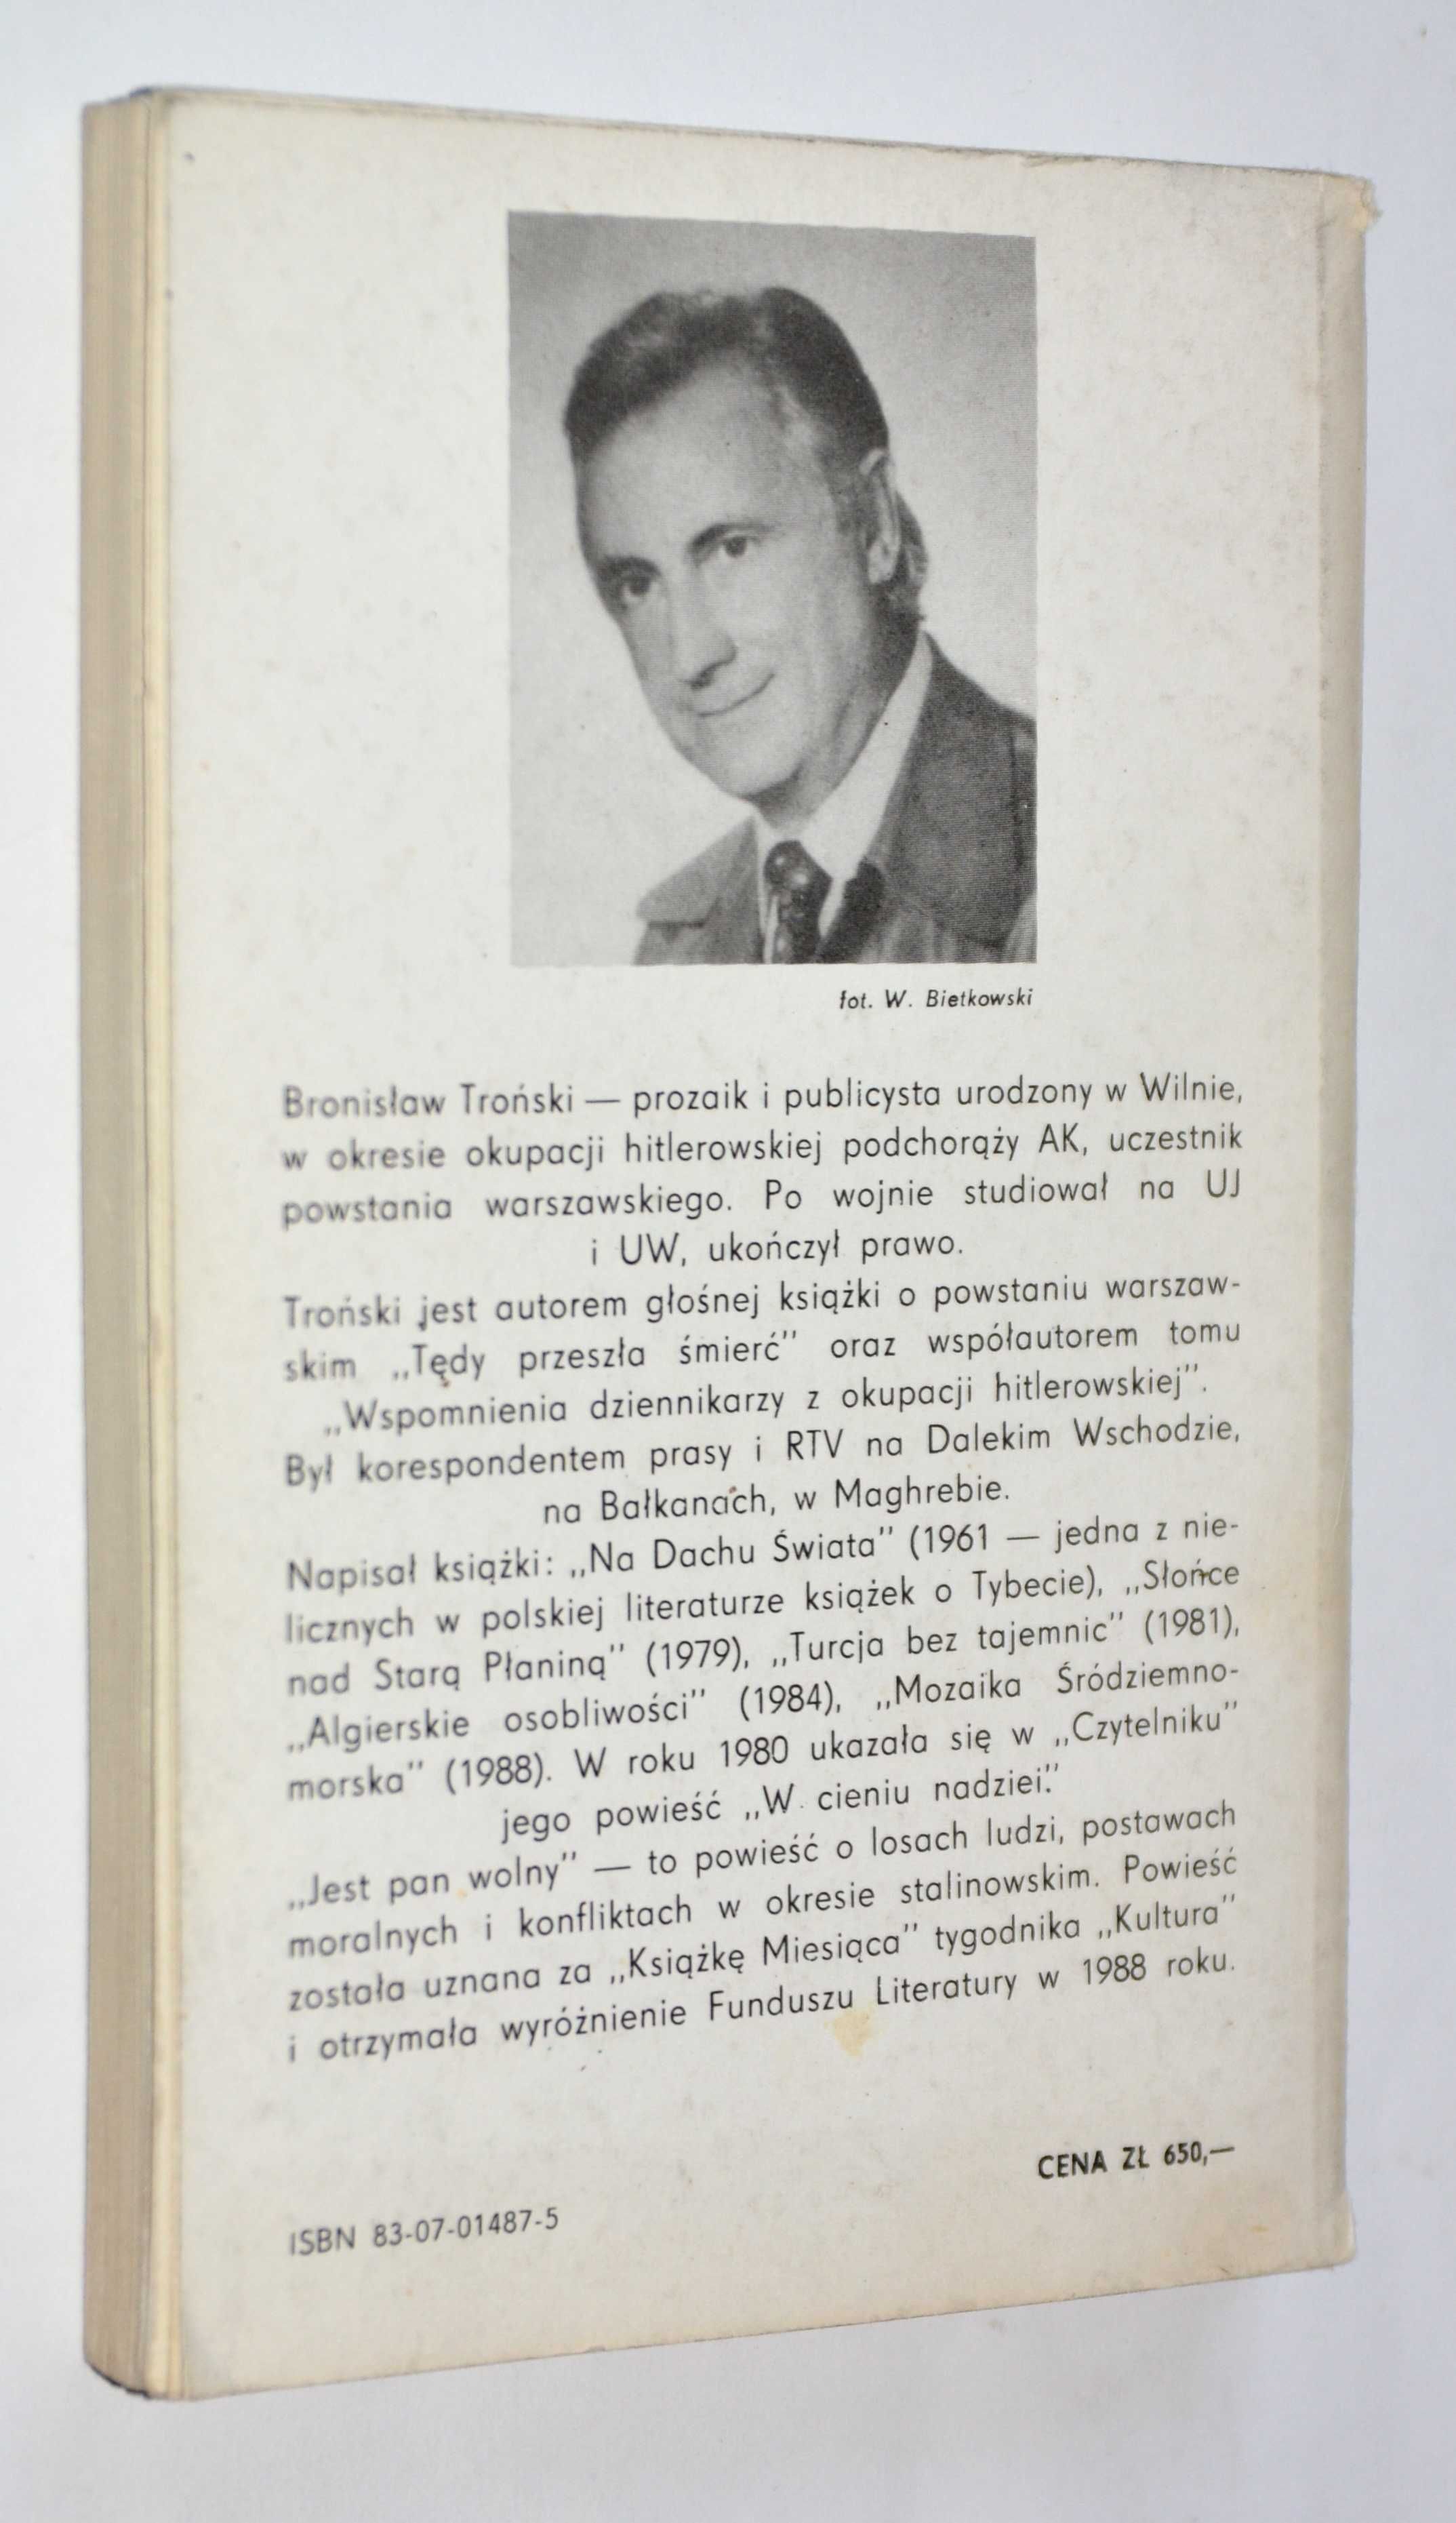 fot. W. Bietkowski
Bronisław Troński — prozaik i publicysta urodzony w Wilnie,
w okresie okupacji hitlerowskiej podchorąży AK, uczestnik
powstania warszawskiego. Po wojnie studiował na UJ
i UW, ukończył prawo.
Troński jest autorem głośnej książki o powstaniu warszaw-
skim „Tędy przeszła śmierć” oraz współautorem tomu
„Wspomnienia dziennikarzy z okupacji hitlerowskiej”.
Był korespondentem prasy i RTV na Dalekim Wschodzie,
na Bałkanach, w Maghrebie.
Napisał książki: „Na Dachu Świata” (1961 — jedna z nie-
licznych w polskiej literaturze książek o Tybecie), „Słońce
nad Starą Płaniną” (1979), „Turcja bez tajemnic” (1981),
„Algierskie osobliwości” (1984), „Mozaika Śródziemno-
morska” (1988). W roku 1980 ukazała się w „Czytelniku”
jego powieść „W cieniu nadziei.”
„Jest pan wolny” — to powieść o losach ludzi, postawach
moralnych i konfliktach w okresie stalinowskim. Powieść
została uznana za „Książkę Miesiąca” tygodnika „Kultura”
i otrzymała wyróżnienie Funduszu Literatury w 1988 roku.
CENA ZŁ 650,—
ISBN 83-07-01487-5